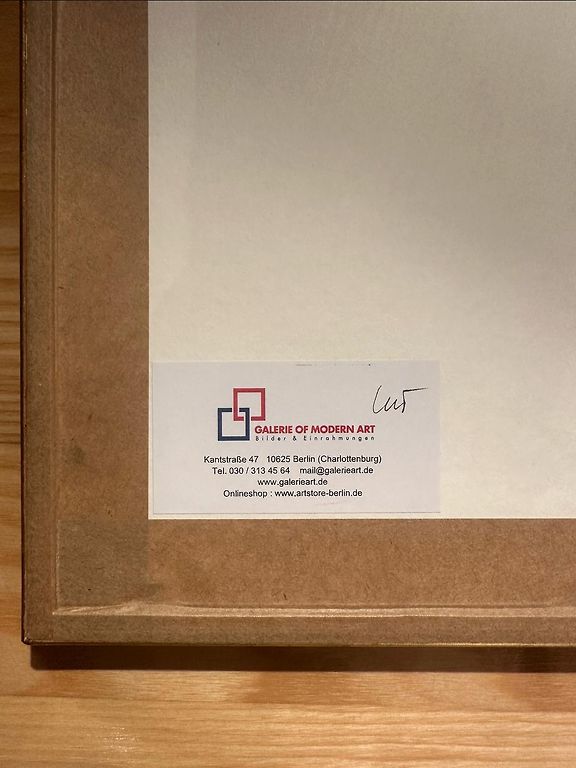 GALERIE OF MODERN ART
Bilder & Einrahmungen
Kantstraße 47 10625 Berlin (Charlottenburg)
Tel. 030 / 313 45 64 mail@galerieart.de
www.galerieart.de
Onlineshop : www.artstore-berlin.de